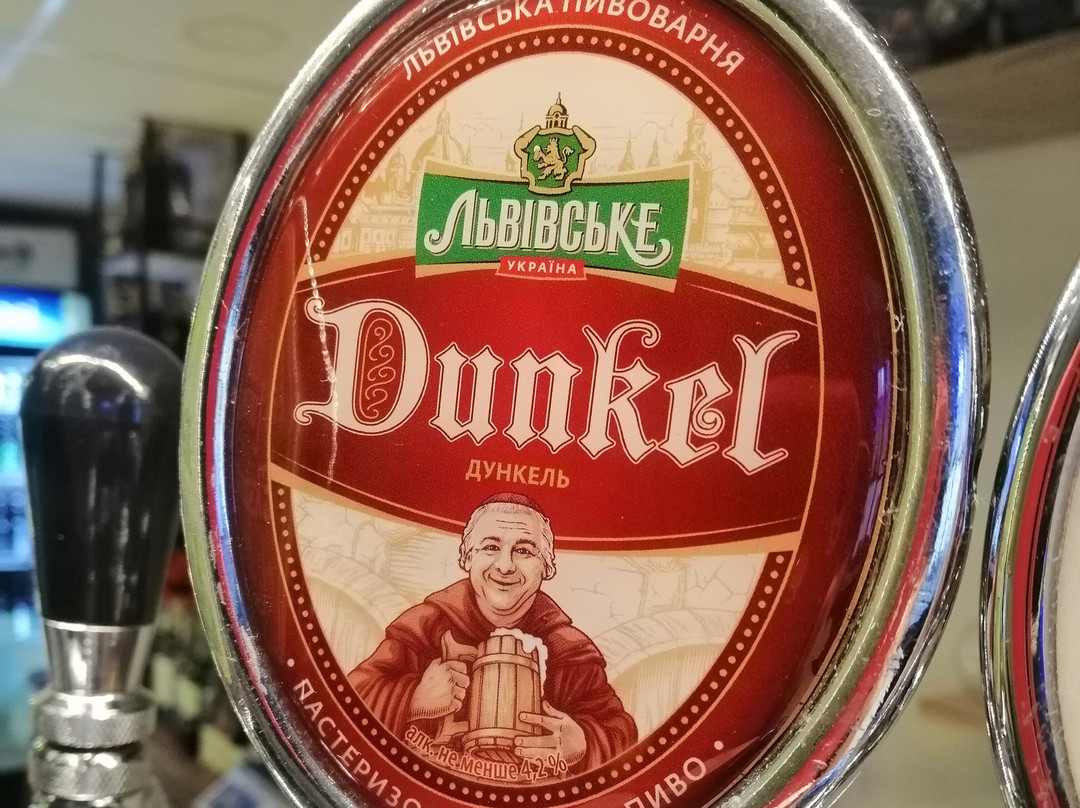 ЛЬВІВСЬКА ПИВОВАРНЯ
ЛЬВІВСЬКЕ
УКРАЇНА
Dunkel
ДУНКЕЛЬ
алк. не менше 4,2 %
ПИВО